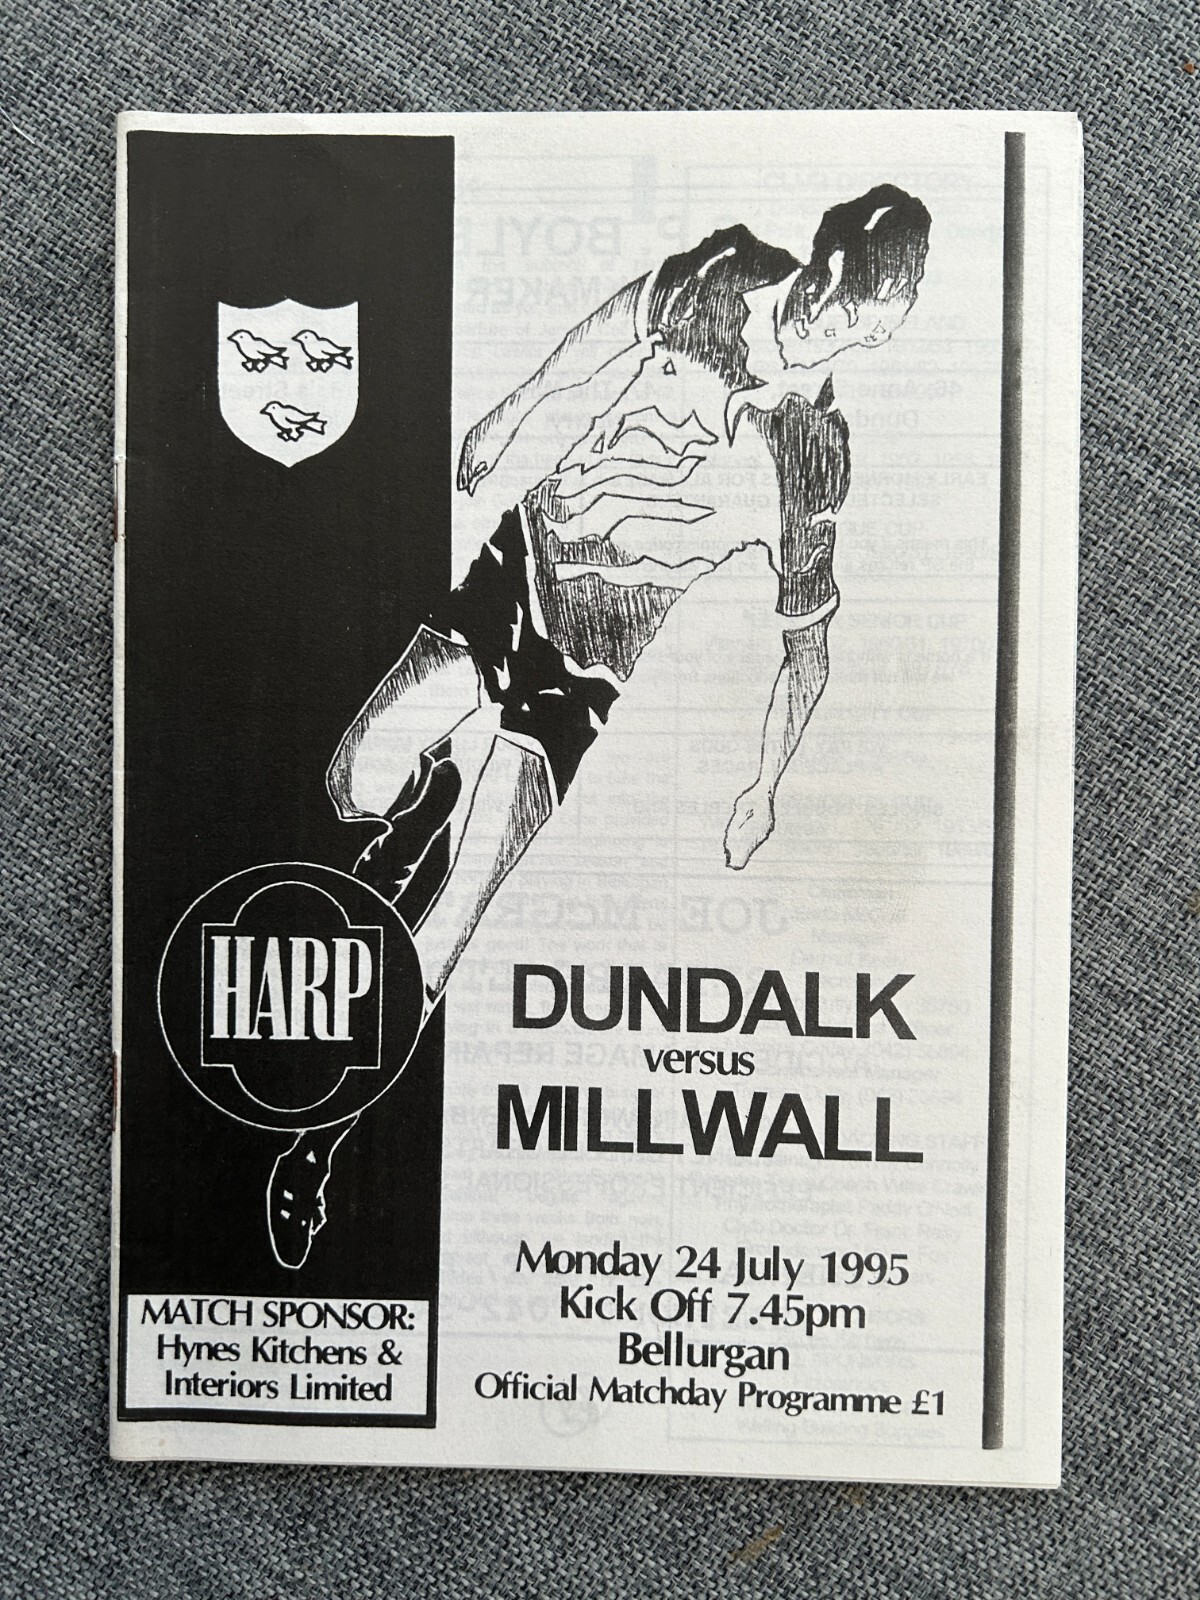 HARP
DUNDALK
versus
MILLWALL
Monday 24 July 1995
Kick Off 7.45pm
Bellurgan
Official Matchday Programme £1
MATCH SPONSOR:
Hynes Kitchens &
Interiors Limited